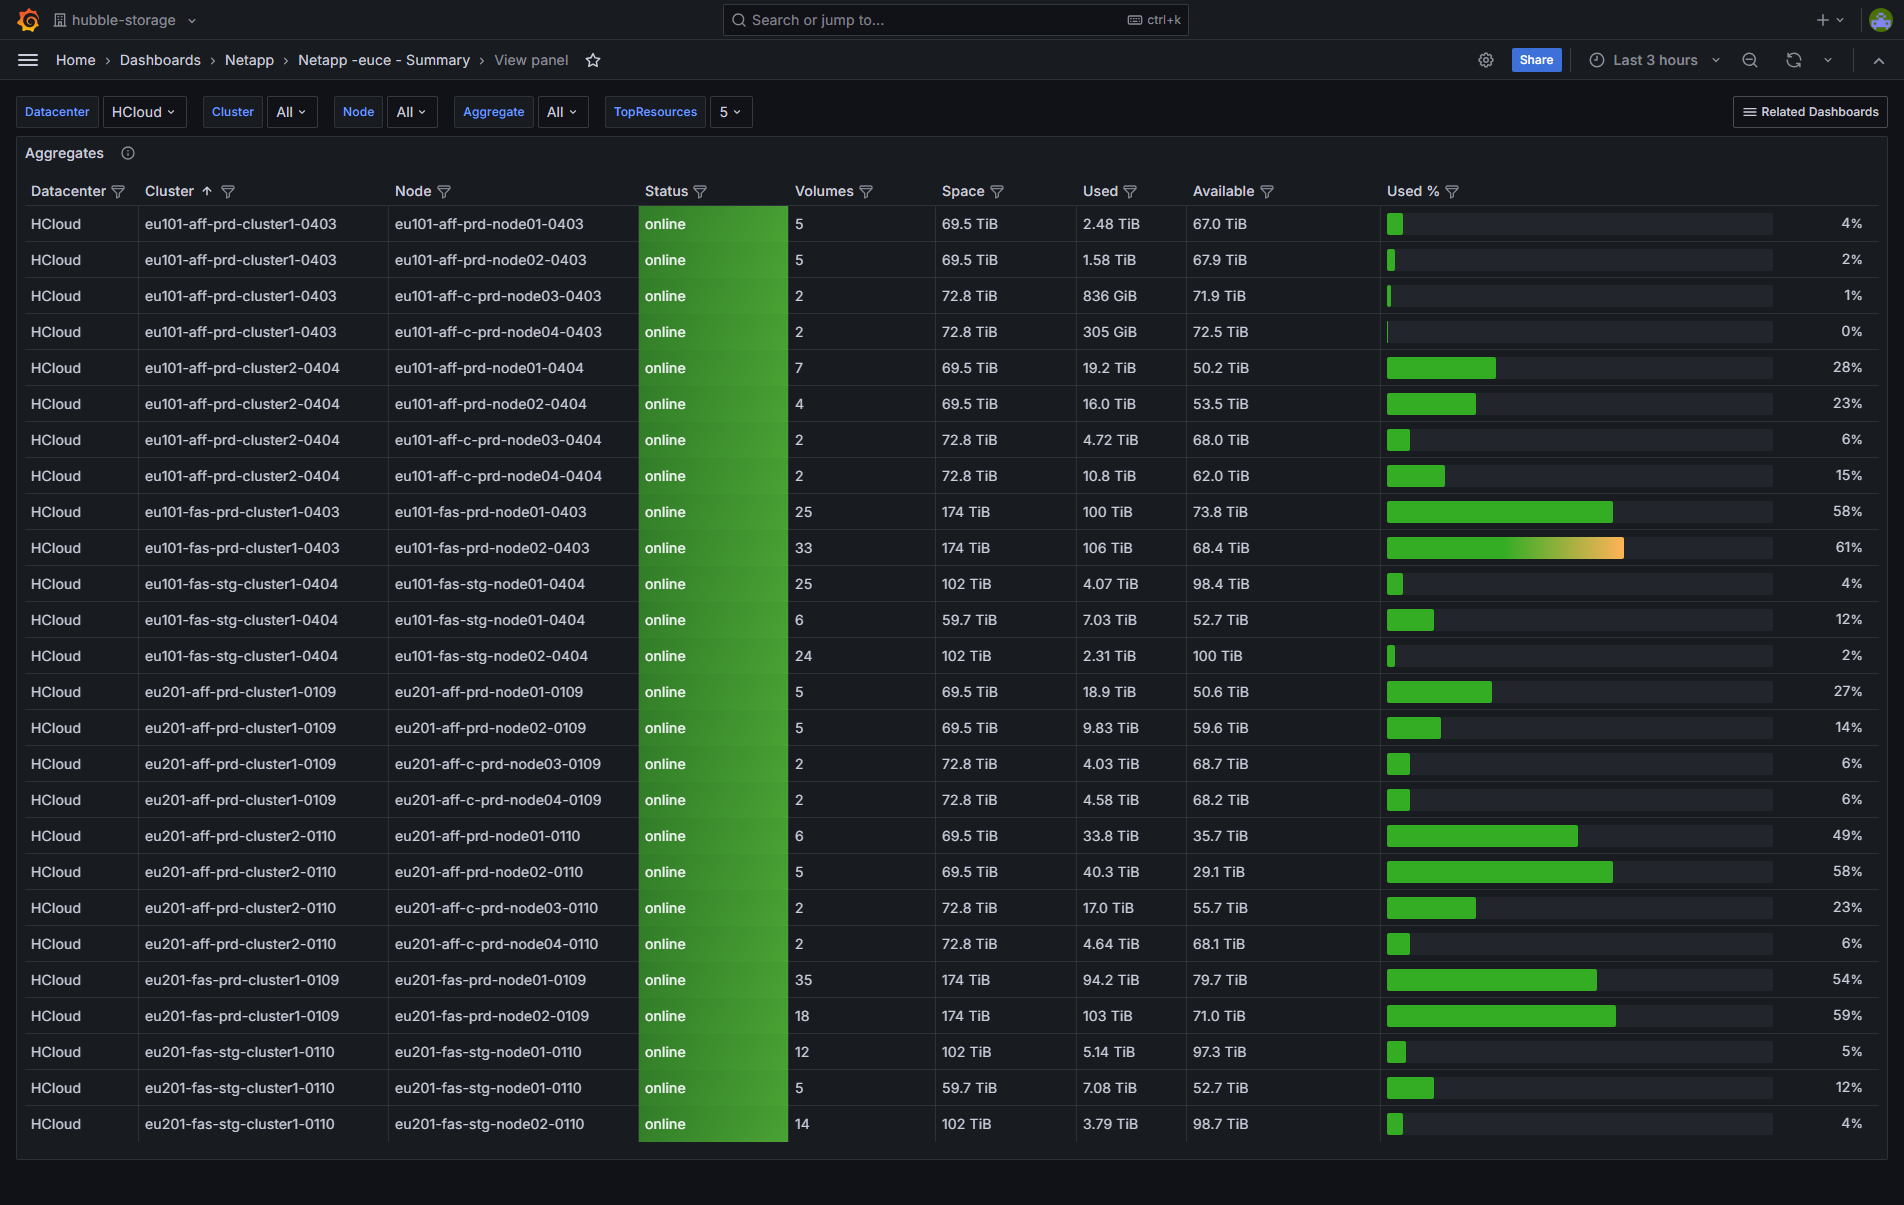 hubble-storage
Search or jump to...
ctrl+k
Home › Dashboards › Netapp › Netapp -euce - Summary › View panel
Share
Last 3 hours
Datacenter HCloud Cluster All Node All Aggregate All TopResources 5
Related Dashboards
Aggregates
Datacenter Cluster Node Status Volumes Space Used Available Used %
HCloud eu101-aff-prd-cluster1-0403 eu101-aff-prd-node01-0403 online 5 69.5 TiB 2.48 TiB 67.0 TiB 4%
HCloud eu101-aff-prd-cluster1-0403 eu101-aff-prd-node02-0403 online 5 69.5 TiB 1.58 TiB 67.9 TiB 2%
HCloud eu101-aff-prd-cluster1-0403 eu101-aff-c-prd-node03-0403 online 2 72.8 TiB 836 GiB 71.9 TiB 1%
HCloud eu101-aff-prd-cluster1-0403 eu101-aff-c-prd-node04-0403 online 2 72.8 TiB 305 GiB 72.5 TiB 0%
HCloud eu101-aff-prd-cluster2-0404 eu101-aff-prd-node01-0404 online 7 69.5 TiB 19.2 TiB 50.2 TiB 28%
HCloud eu101-aff-prd-cluster2-0404 eu101-aff-prd-node02-0404 online 4 69.5 TiB 16.0 TiB 53.5 TiB 23%
HCloud eu101-aff-prd-cluster2-0404 eu101-aff-c-prd-node03-0404 online 2 72.8 TiB 4.72 TiB 68.0 TiB 6%
HCloud eu101-aff-prd-cluster2-0404 eu101-aff-c-prd-node04-0404 online 2 72.8 TiB 10.8 TiB 62.0 TiB 15%
HCloud eu101-fas-prd-cluster1-0403 eu101-fas-prd-node01-0403 online 25 174 TiB 100 TiB 73.8 TiB 58%
HCloud eu101-fas-prd-cluster1-0403 eu101-fas-prd-node02-0403 online 33 174 TiB 106 TiB 68.4 TiB 61%
HCloud eu101-fas-stg-cluster1-0404 eu101-fas-stg-node01-0404 online 25 102 TiB 4.07 TiB 98.4 TiB 4%
HCloud eu101-fas-stg-cluster1-0404 eu101-fas-stg-node01-0404 online 6 59.7 TiB 7.03 TiB 52.7 TiB 12%
HCloud eu101-fas-stg-cluster1-0404 eu101-fas-stg-node02-0404 online 24 102 TiB 2.31 TiB 100 TiB 2%
HCloud eu201-aff-prd-cluster1-0109 eu201-aff-prd-node01-0109 online 5 69.5 TiB 18.9 TiB 50.6 TiB 27%
HCloud eu201-aff-prd-cluster1-0109 eu201-aff-prd-node02-0109 online 5 69.5 TiB 9.83 TiB 59.6 TiB 14%
HCloud eu201-aff-prd-cluster1-0109 eu201-aff-c-prd-node03-0109 online 2 72.8 TiB 4.03 TiB 68.7 TiB 6%
HCloud eu201-aff-prd-cluster1-0109 eu201-aff-c-prd-node04-0109 online 2 72.8 TiB 4.58 TiB 68.2 TiB 6%
HCloud eu201-aff-prd-cluster2-0110 eu201-aff-prd-node01-0110 online 6 69.5 TiB 33.8 TiB 35.7 TiB 49%
HCloud eu201-aff-prd-cluster2-0110 eu201-aff-prd-node02-0110 online 5 69.5 TiB 40.3 TiB 29.1 TiB 58%
HCloud eu201-aff-prd-cluster2-0110 eu201-aff-c-prd-node03-0110 online 2 72.8 TiB 17.0 TiB 55.7 TiB 23%
HCloud eu201-aff-prd-cluster2-0110 eu201-aff-c-prd-node04-0110 online 2 72.8 TiB 4.64 TiB 68.1 TiB 6%
HCloud eu201-fas-prd-cluster1-0109 eu201-fas-prd-node01-0109 online 35 174 TiB 94.2 TiB 79.7 TiB 54%
HCloud eu201-fas-prd-cluster1-0109 eu201-fas-prd-node02-0109 online 18 174 TiB 103 TiB 71.0 TiB 59%
HCloud eu201-fas-stg-cluster1-0110 eu201-fas-stg-node01-0110 online 12 102 TiB 5.14 TiB 97.3 TiB 5%
HCloud eu201-fas-stg-cluster1-0110 eu201-fas-stg-node01-0110 online 5 59.7 TiB 7.08 TiB 52.7 TiB 12%
HCloud eu201-fas-stg-cluster1-0110 eu201-fas-stg-node02-0110 online 14 102 TiB 3.79 TiB 98.7 TiB 4%